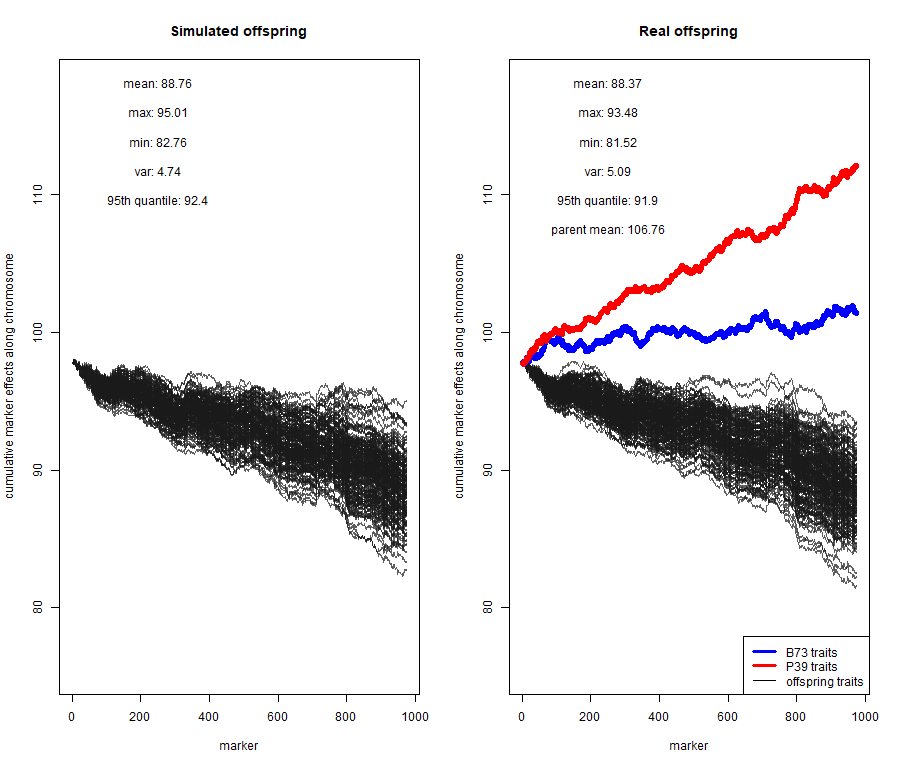 Simulated offspring
mean: 88.76
max: 95.01
min: 82.76
var: 4.74
95th quantile: 92.4
cumulative marker effects along chromosome
80
90
100
110
0
200
400
600
800
1000
marker
Real offspring
mean: 88.37
max: 93.48
min: 81.52
var: 5.09
95th quantile: 91.9
parent mean: 106.76
cumulative marker effects along chromosome
80
90
100
110
B73 traits
P39 traits
offspring traits
0
200
400
600
800
1000
marker